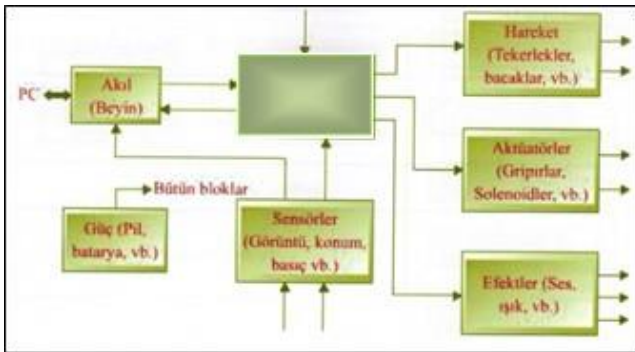 PC
Akıl
(Beyin)
Hareket
(Tekerlekler,
bacaklar, vb.)
Aktüatörler
(Gripırlar,
Solenoidler, vb.)
Bütün bloklar
Güç (Pil,
batarya, vb.)
Sensörler
(Görüntü, konum,
basıç vb.)
Efektler (Ses,
ışık, vb.)